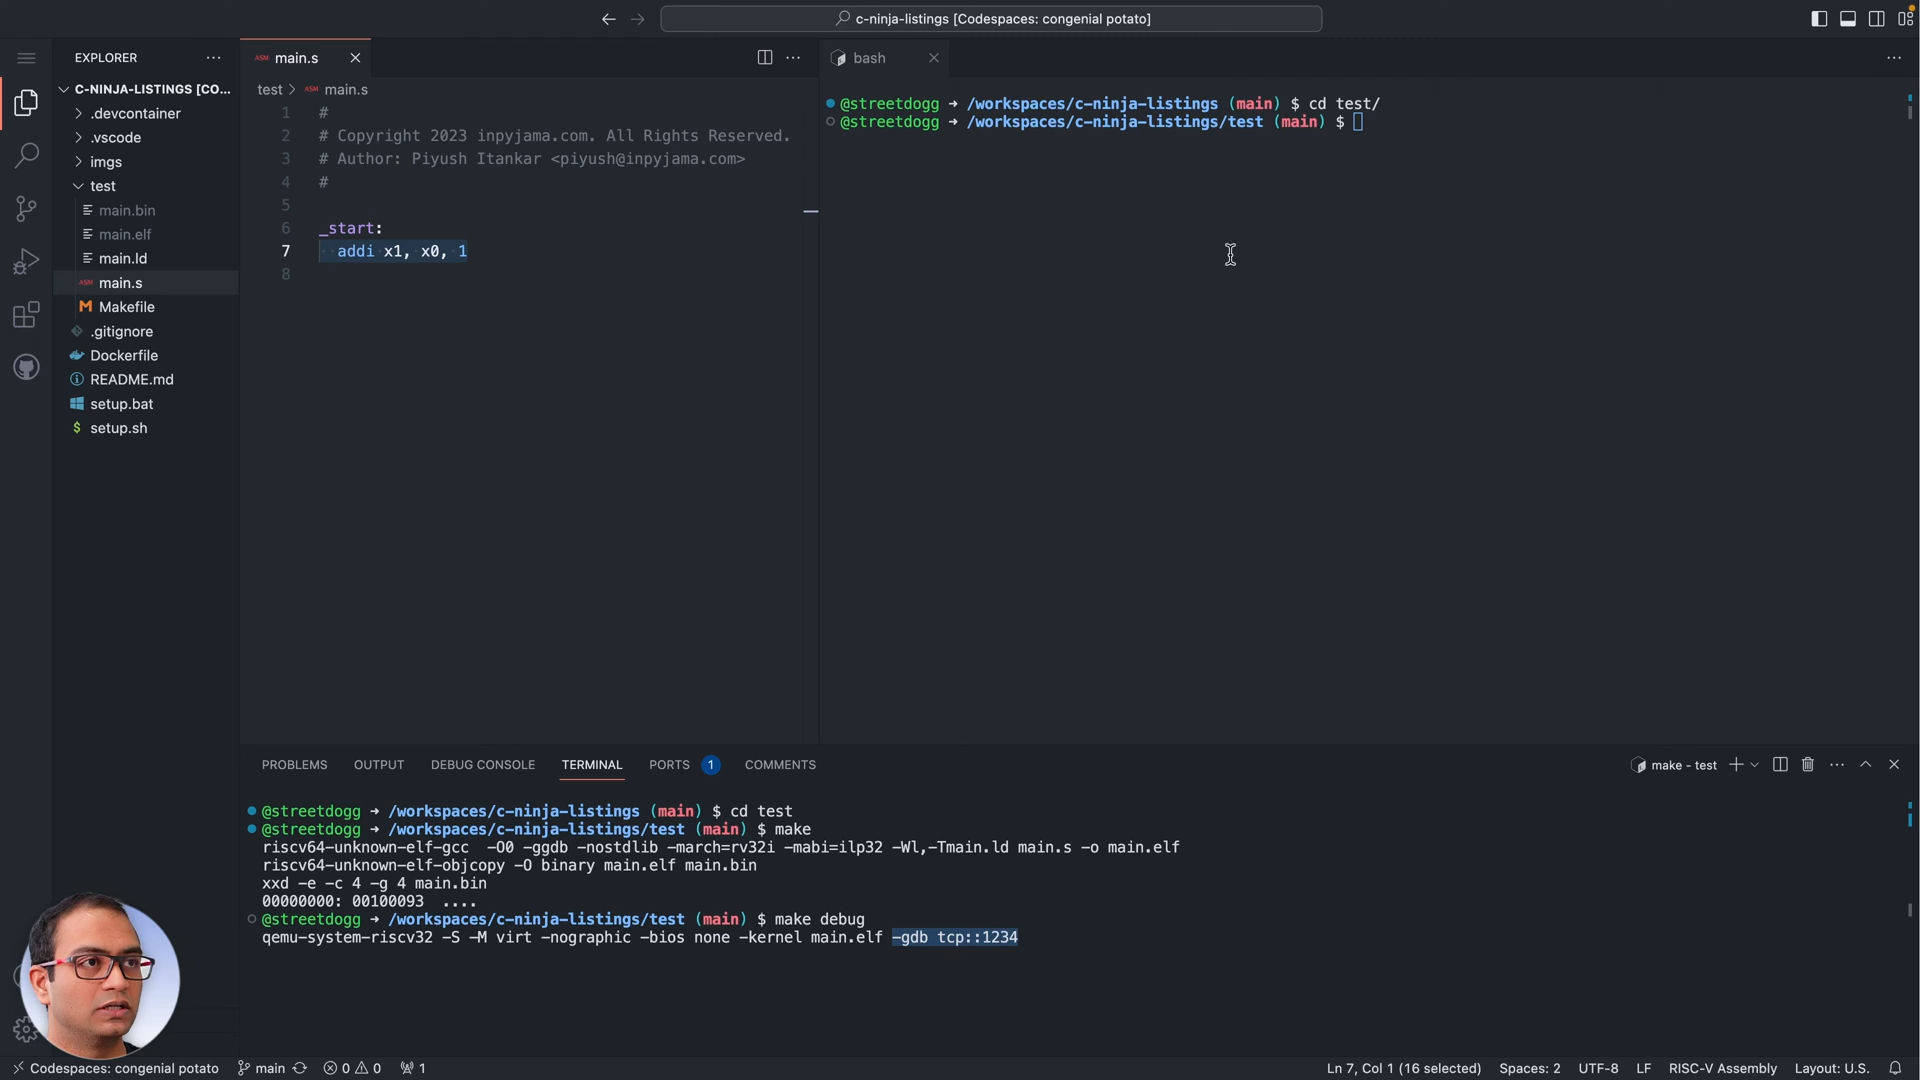 c-ninja-listings [Codespaces: congenial potato]
EXPLORER
C-NINJA-LISTINGS [CO...
.devcontainer
.vscode
imgs
test
main.bin
main.elf
main.ld
ASM main.s
Makefile
.gitignore
Dockerfile
README.md
setup.bat
$ setup.sh
ASM main.s
test > ASM main.s
1 #
2 # Copyright 2023 inpyjama.com. All Rights Reserved.
3 # Author: Piyush Itankar <piyush@inpyjama.com>
4 #
5
6 _start:
7 addi x1, x0, 1
8
bash
@streetdogg → /workspaces/c-ninja-listings (main) $ cd test/
@streetdogg → /workspaces/c-ninja-listings/test (main) $
PROBLEMS OUTPUT DEBUG CONSOLE TERMINAL PORTS 1 COMMENTS
make - test
@streetdogg → /workspaces/c-ninja-listings (main) $ cd test
@streetdogg → /workspaces/c-ninja-listings/test (main) $ make
riscv64-unknown-elf-gcc -O0 -ggdb -nostdlib -march=rv32i -mabi=ilp32 -Wl,-Tmain.ld main.s -o main.elf
riscv64-unknown-elf-objcopy -O binary main.elf main.bin
xxd -e -c 4 -g 4 main.bin
00000000: 00100093 ....
@streetdogg → /workspaces/c-ninja-listings/test (main) $ make debug
qemu-system-riscv32 -S -M virt -nographic -bios none -kernel main.elf -gdb tcp::1234
Codespaces: congenial potato main 0 0 1 Ln 7, Col 1 (16 selected) Spaces: 2 UTF-8 LF RISC-V Assembly Layout: U.S.